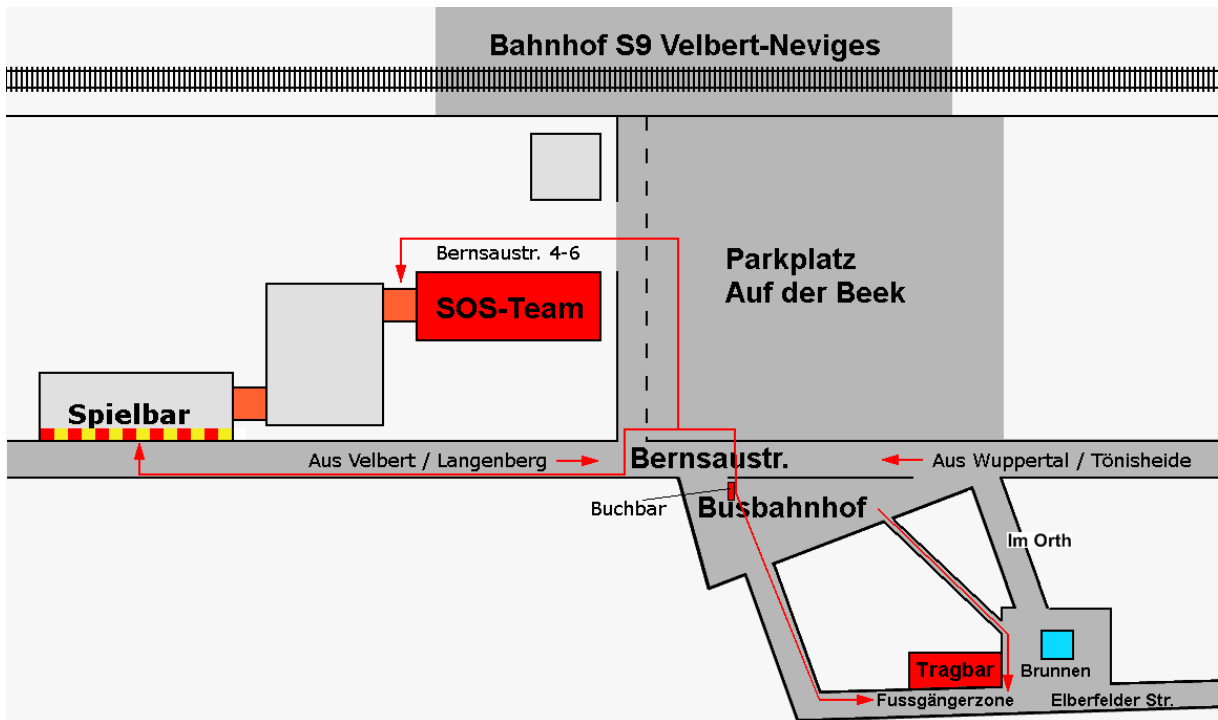 Bahnhof S9 Velbert-Neviges
Bernsaustr. 4-6
Parkplatz
Auf der Beek
SOS-Team
Spielbar
Aus Velbert / Langenberg
Bernsaustr.
Aus Wuppertal / Tönisheide
Buchbar
Busbahnhof
Im Orth
Tragbar
Brunnen
Fussgängerzone
Elberfelder Str.